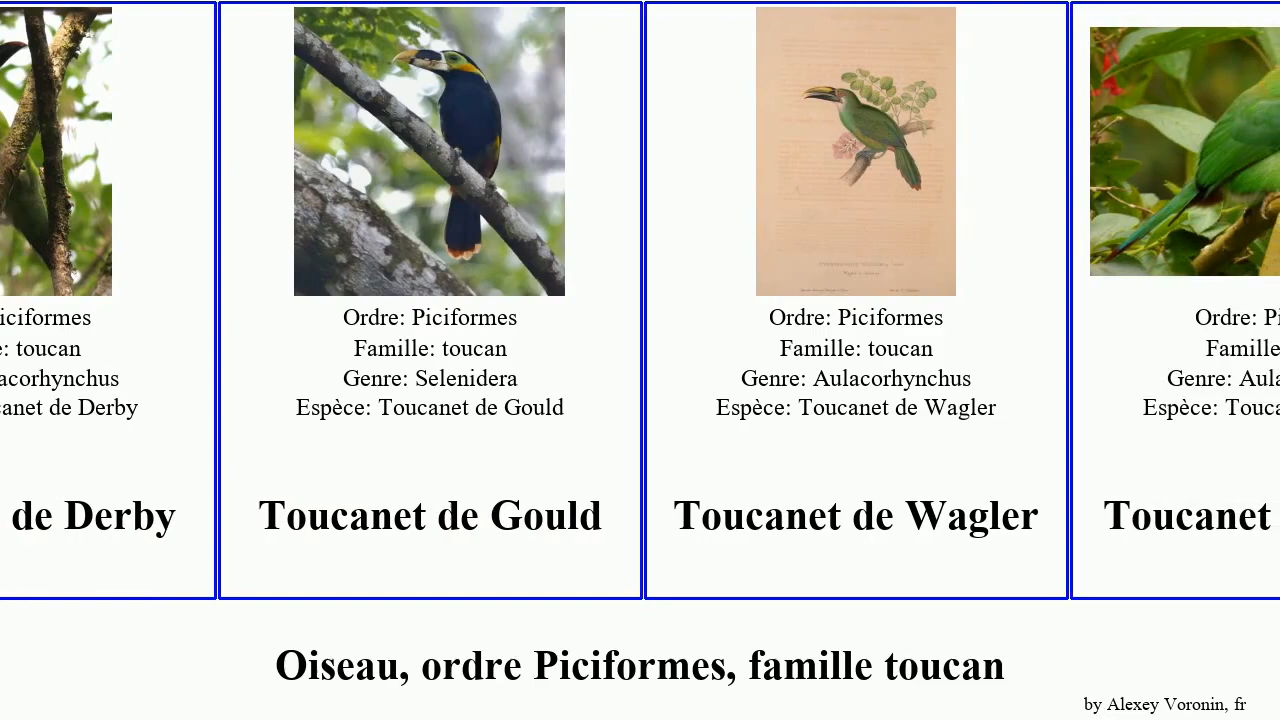 iciformes
: toucan
acorhynchus
anet de Derby
de Derby
Ordre: Piciformes
Famille: toucan
Genre: Selenidera
Espèce: Toucanet de Gould
Toucanet de Gould
Ordre: Piciformes
Famille: toucan
Genre: Aulacorhynchus
Espèce: Toucanet de Wagler
Toucanet de Wagler
Ordre: Pi
Famille
Genre: Aula
Espèce: Touca
Toucanet
Oiseau, ordre Piciformes, famille toucan
by Alexey Voronin, fr